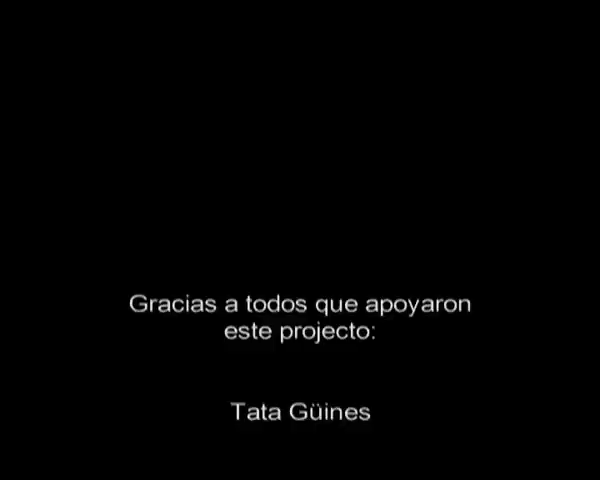 Gracias a todos que apoyaron
este projecto:
Tata Güines